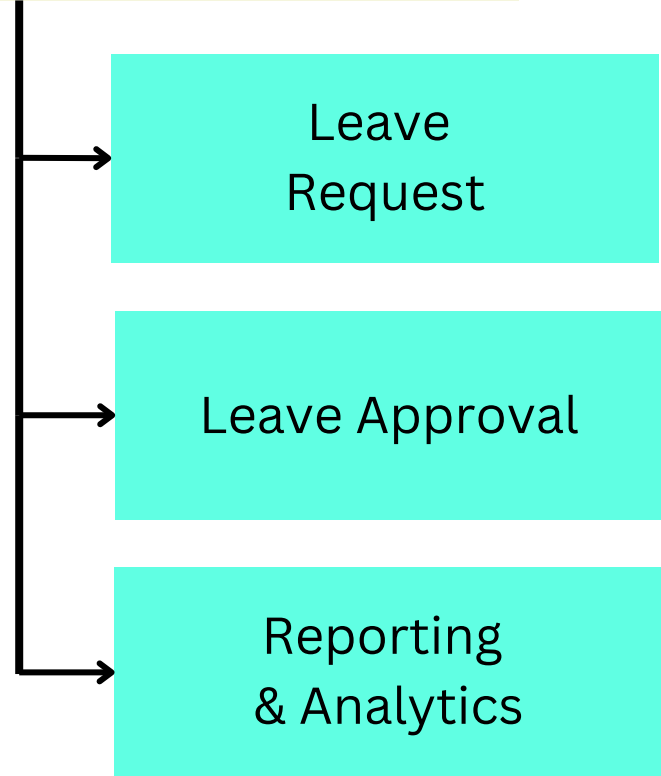 Leave
Request
Leave Approval
Reporting
& Analytics